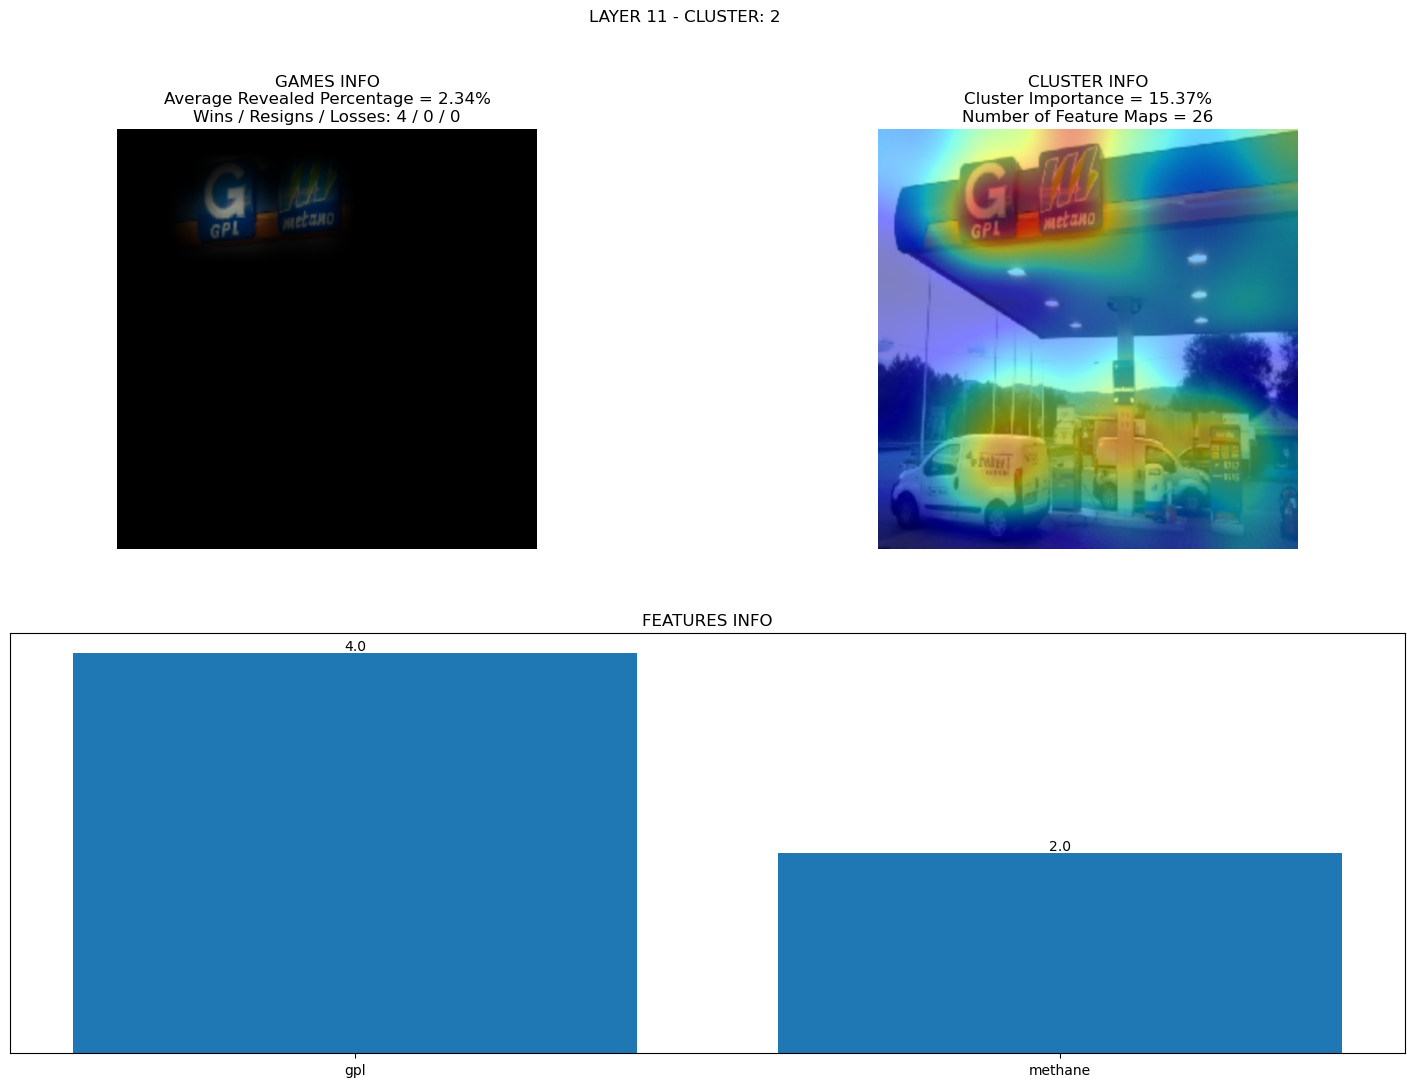 LAYER 11 - CLUSTER: 2
GAMES INFO
Average Revealed Percentage = 2.34%
Wins / Resigns / Losses: 4 / 0 / 0
G
GPL
metano
CLUSTER INFO
Cluster Importance = 15.37%
Number of Feature Maps = 26
G
GPL
metano
FEATURES INFO
4.0
2.0
gpl
methane